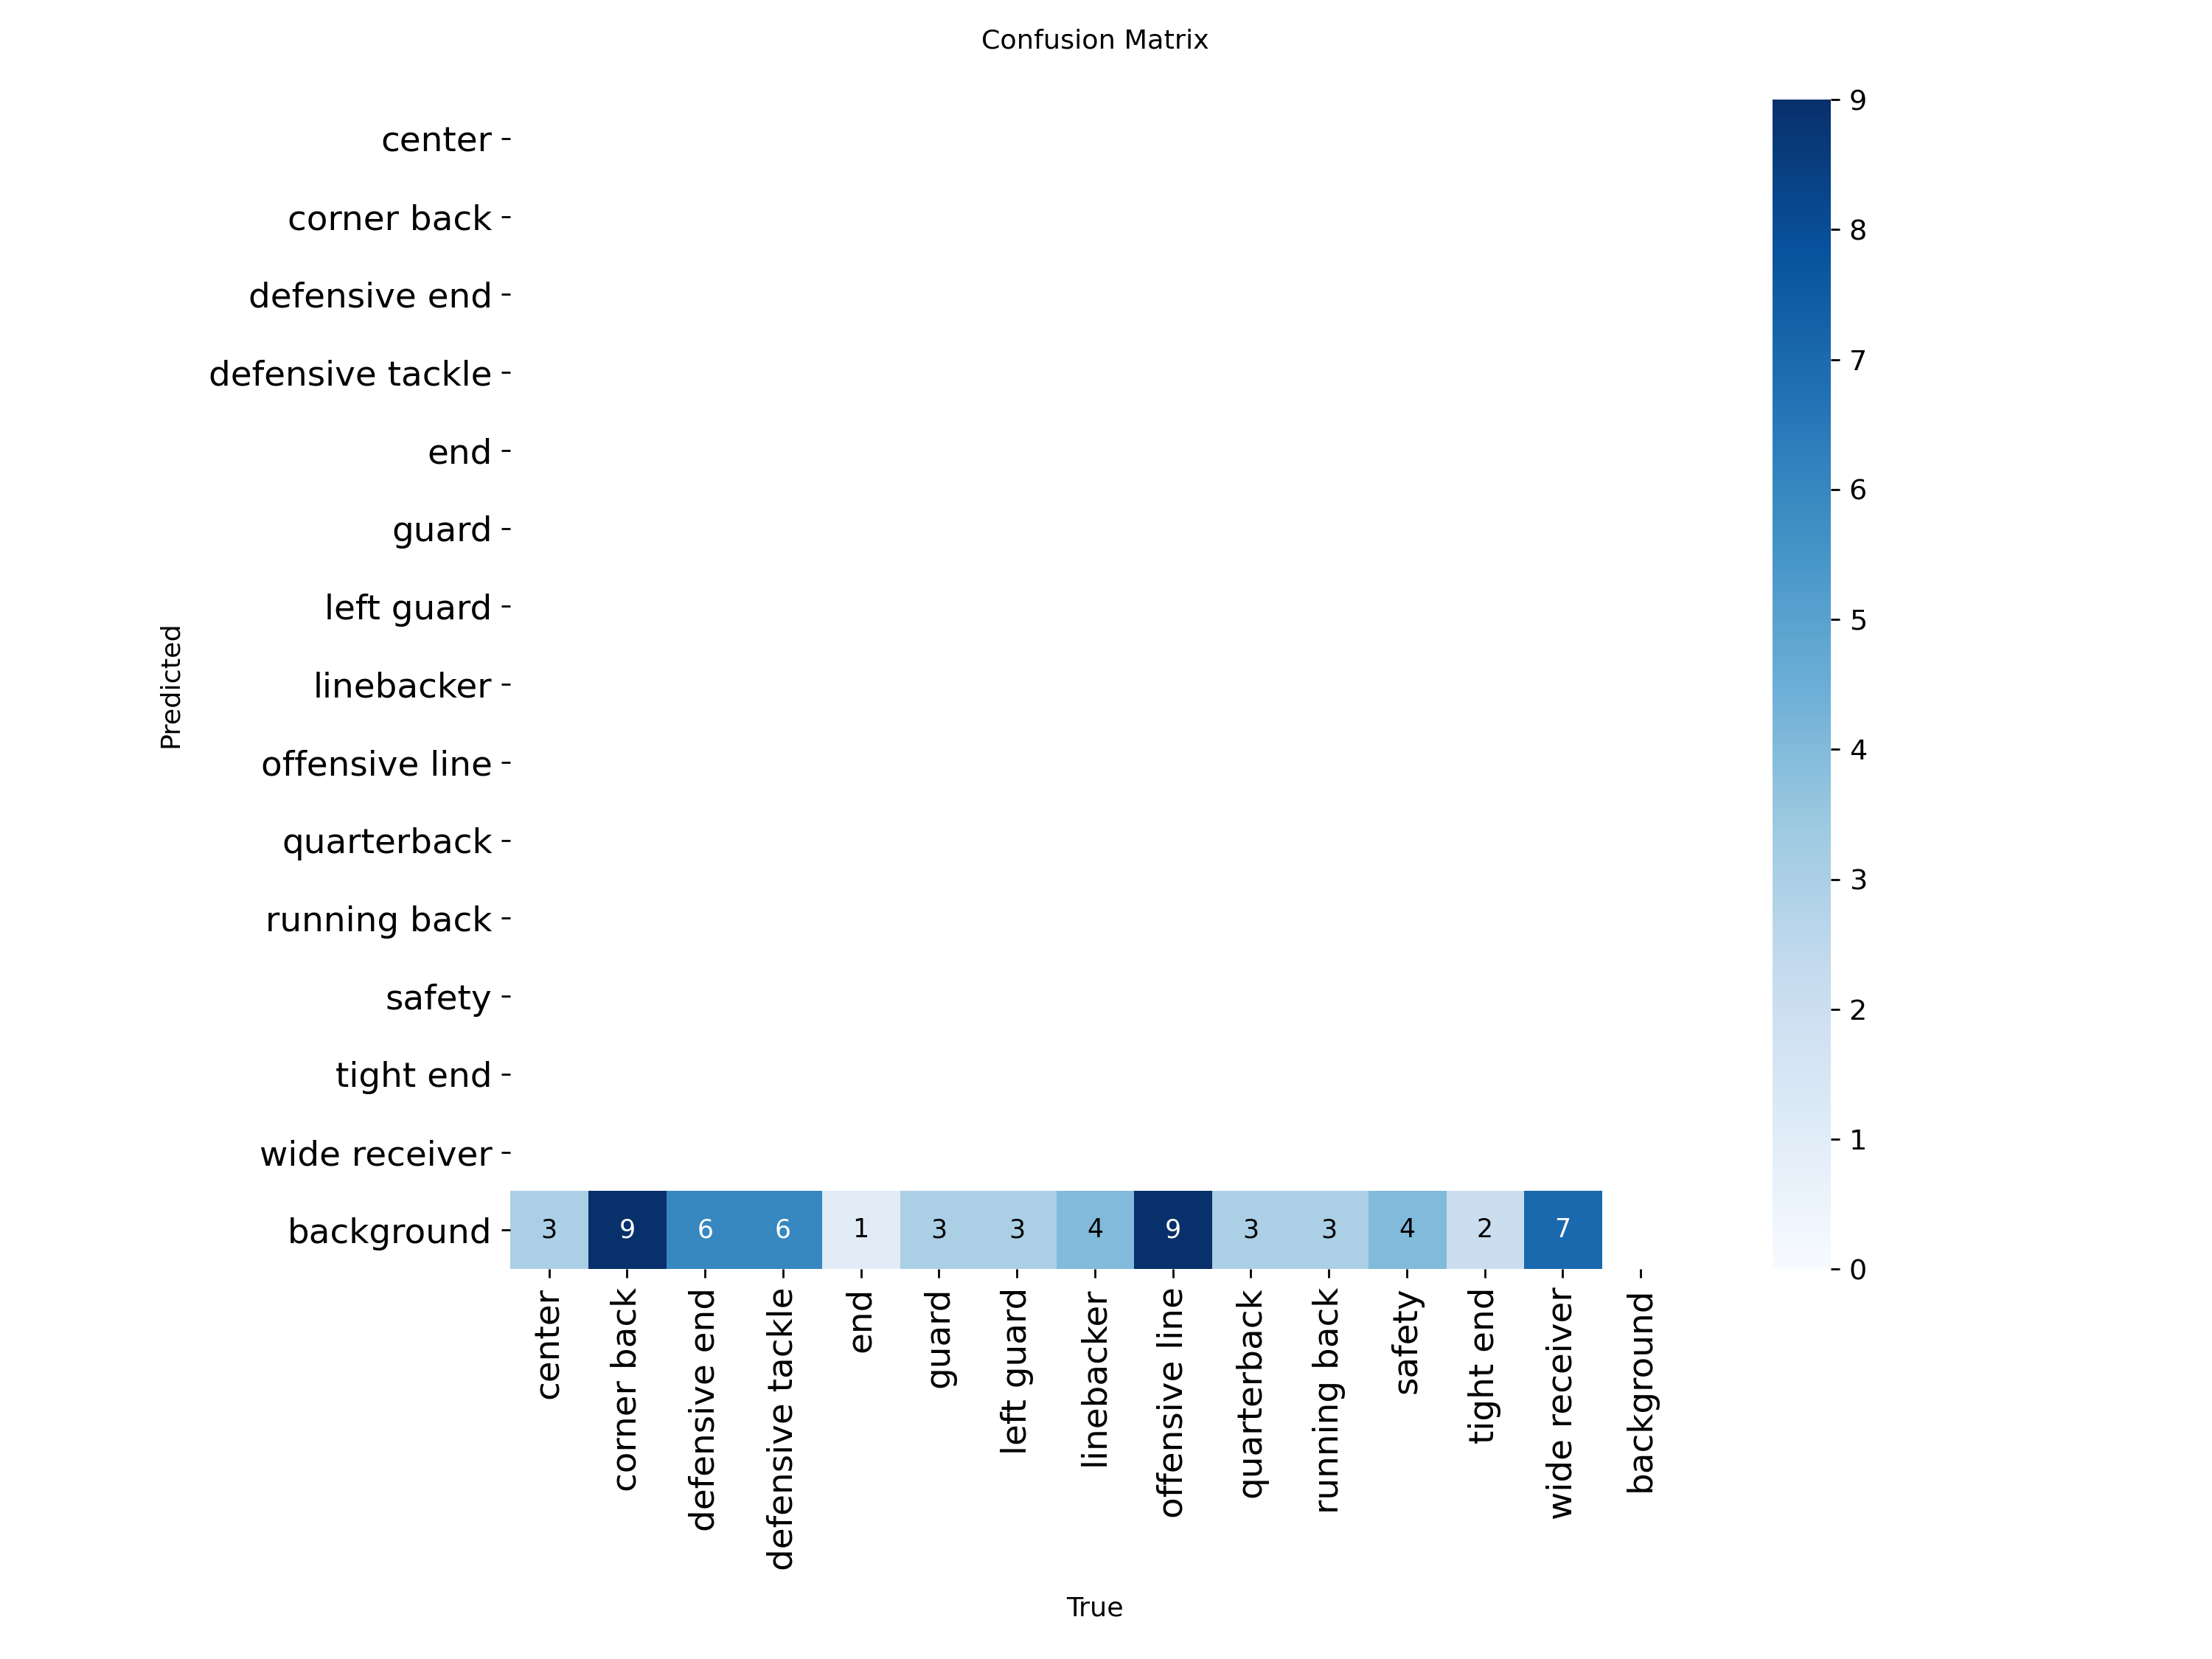 Confusion Matrix
Predicted
center
corner back
defensive end
defensive tackle
end
guard
left guard
linebacker
offensive line
quarterback
running back
safety
tight end
wide receiver
background
3 9 6 6 1 3 3 4 9 3 3 4 2 7
center
corner back
defensive end
defensive tackle
end
guard
left guard
linebacker
offensive line
quarterback
running back
safety
tight end
wide receiver
background
True
9
8
7
6
5
4
3
2
1
0